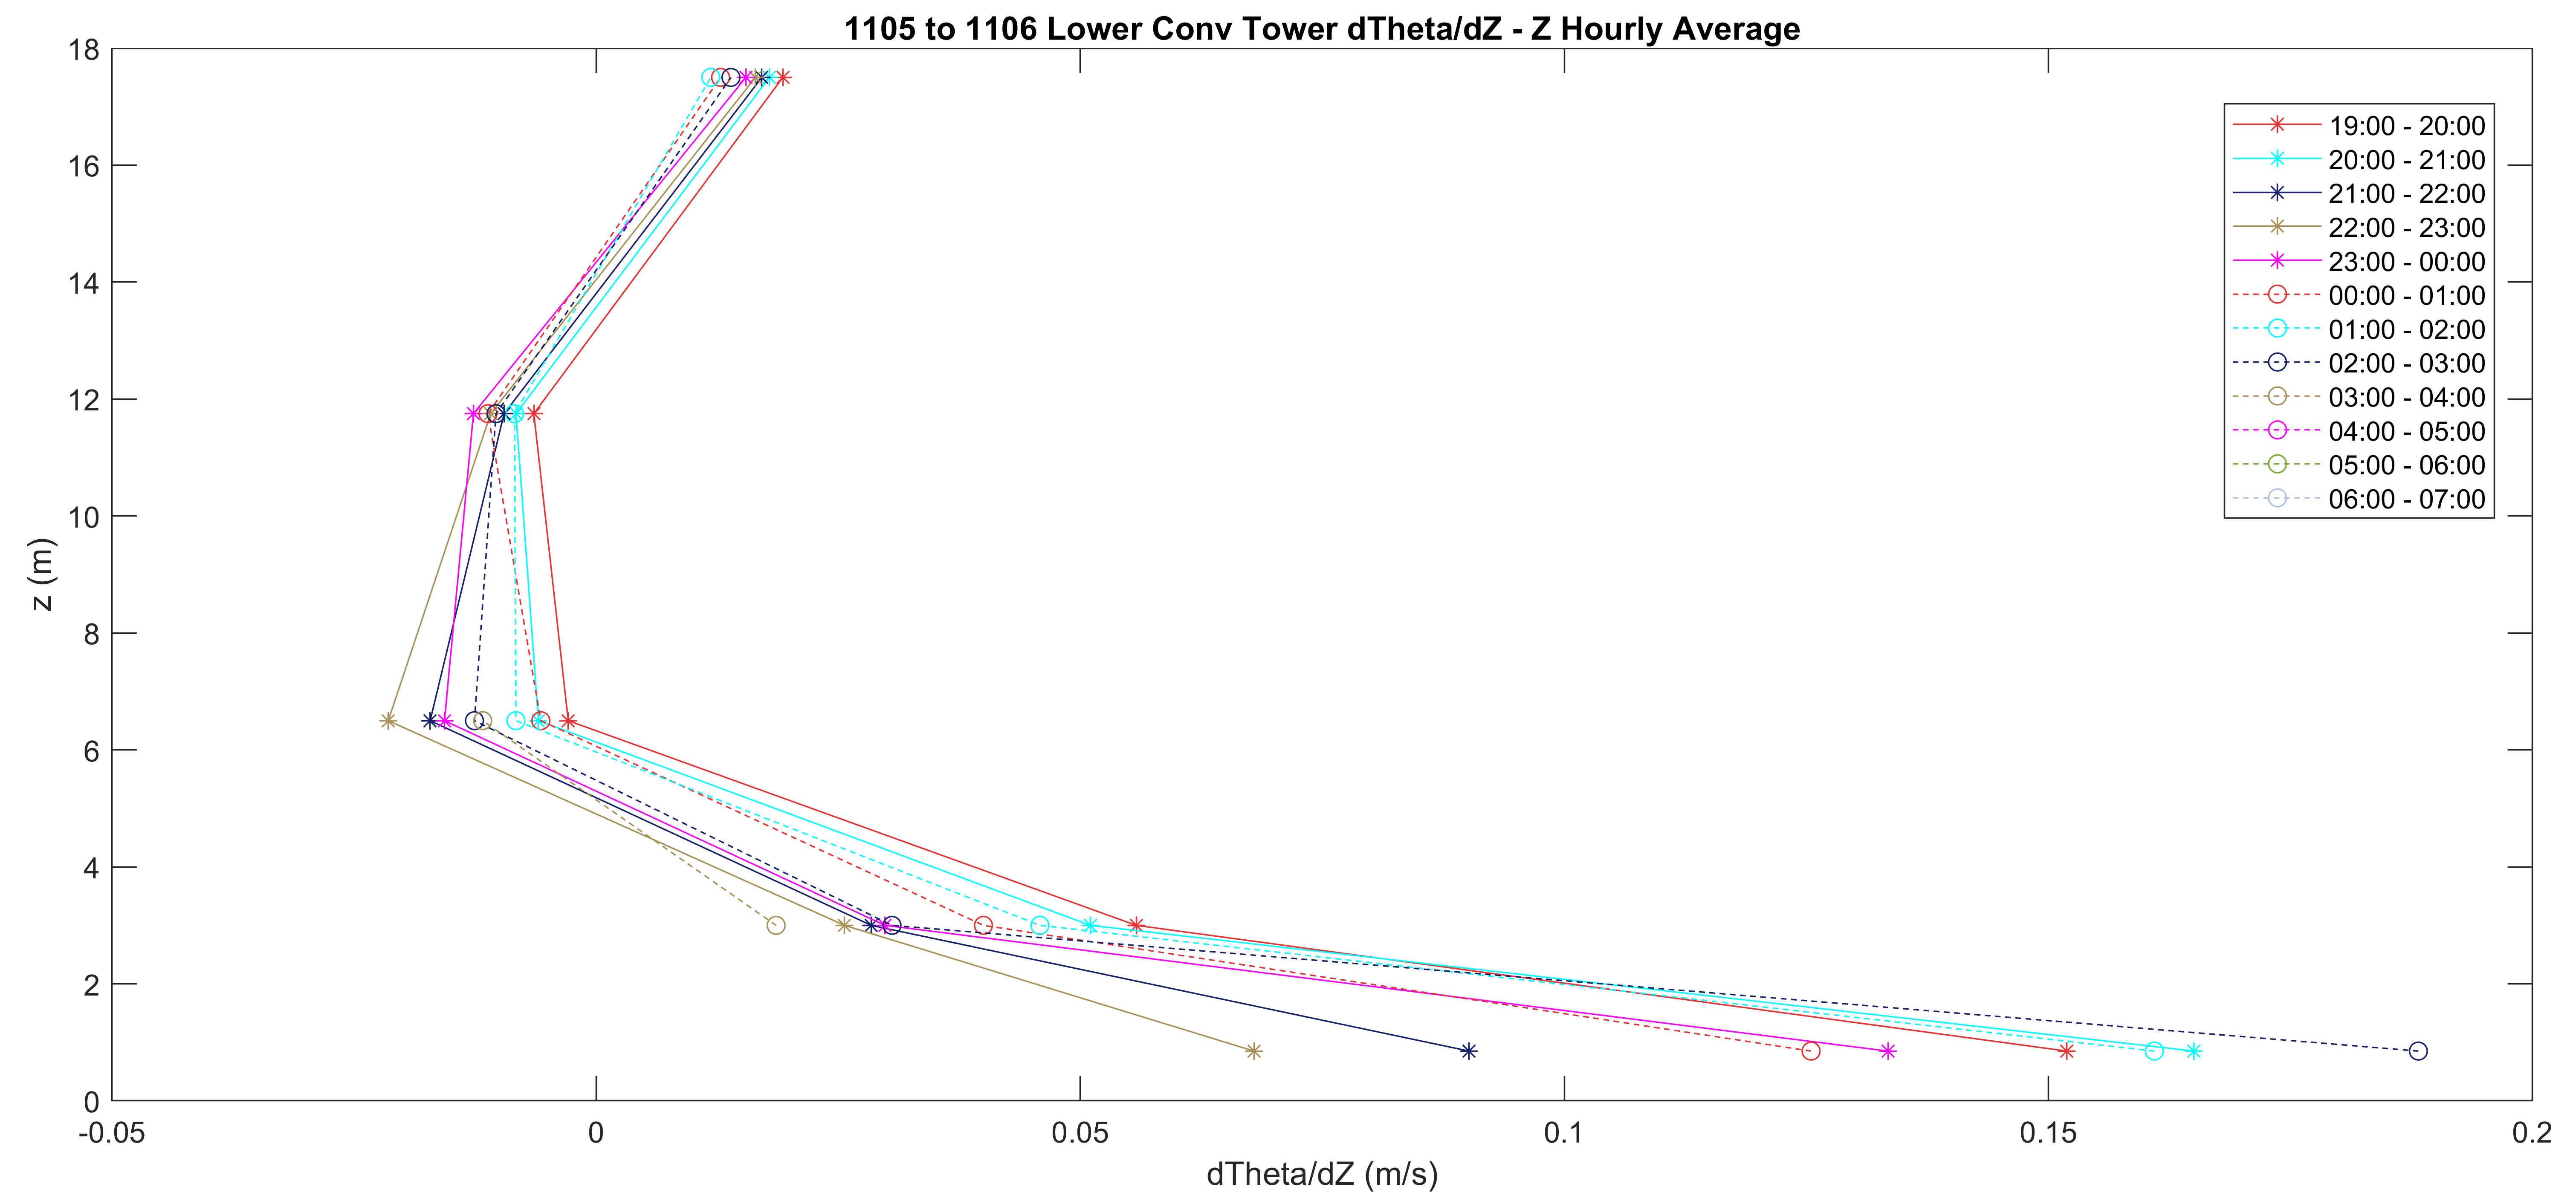 1105 to 1106 Lower Conv Tower dTheta/dZ - Z Hourly Average
18
16
14
12
10
8
6
4
2
0
z (m)
-0.05
0
0.05
0.1
0.15
0.2
dTheta/dZ (m/s)
19:00 - 20:00
20:00 - 21:00
21:00 - 22:00
22:00 - 23:00
23:00 - 00:00
00:00 - 01:00
01:00 - 02:00
02:00 - 03:00
03:00 - 04:00
04:00 - 05:00
05:00 - 06:00
06:00 - 07:00